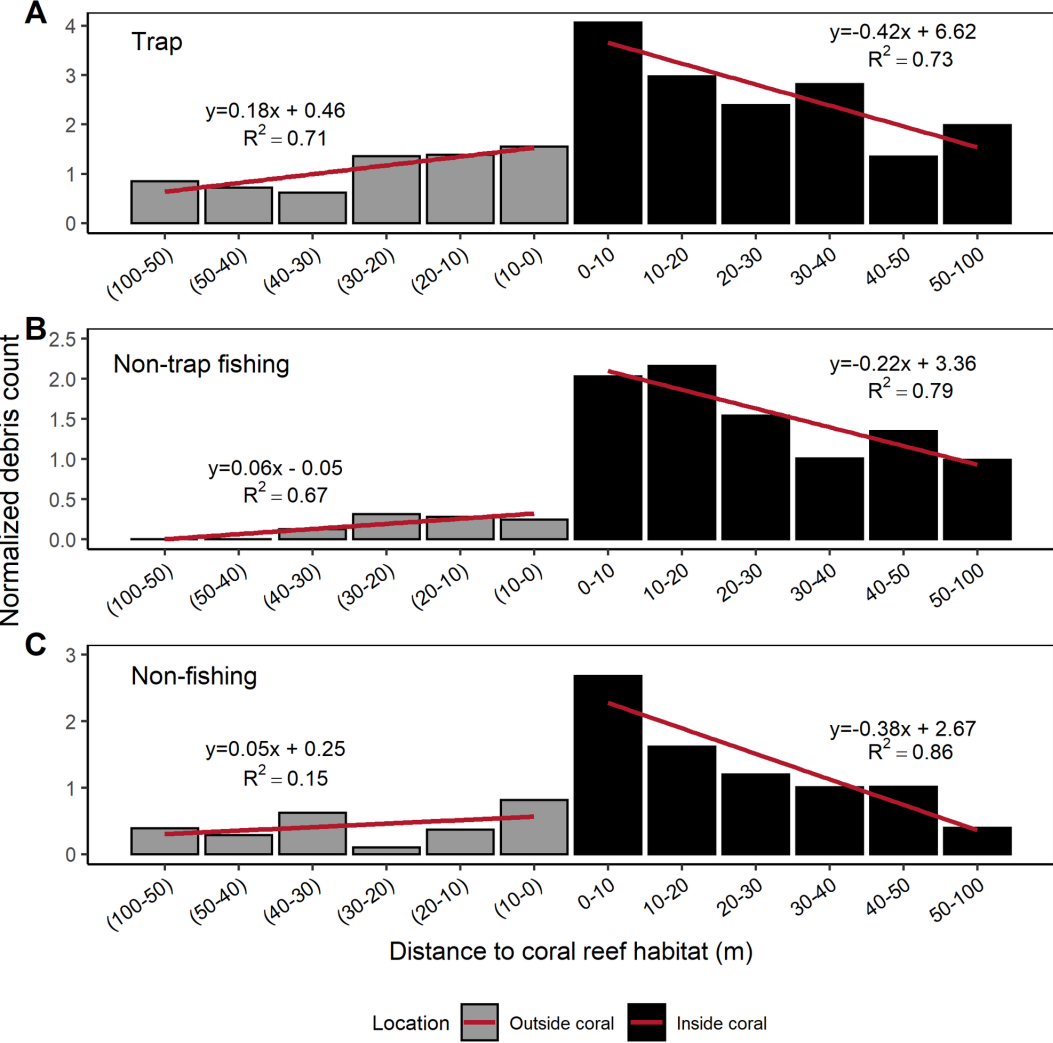 A
Trap
y=0.18x + 0.46
R² = 0.71
y=-0.42x + 6.62
R² = 0.73
4
3
2
1
0
(100-50) (50-40) (40-30) (30-20) (20-10) (10-0) 0-10 10-20 20-30 30-40 40-50 50-100
B
Non-trap fishing
y=0.06x - 0.05
R² = 0.67
y=-0.22x + 3.36
R² = 0.79
2.5
2.0
1.5
1.0
0.5
0.0
(100-50) (50-40) (40-30) (30-20) (20-10) (10-0) 0-10 10-20 20-30 30-40 40-50 50-100
Normalized debris count
C
Non-fishing
y=0.05x + 0.25
R² = 0.15
y=-0.38x + 2.67
R² = 0.86
3
2
1
0
(100-50) (50-40) (40-30) (30-20) (20-10) (10-0) 0-10 10-20 20-30 30-40 40-50 50-100
Distance to coral reef habitat (m)
Location Outside coral Inside coral